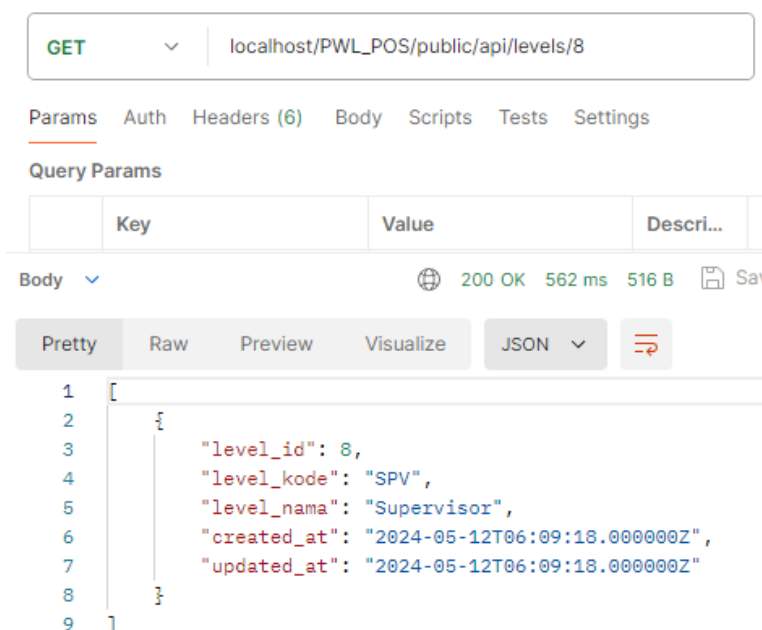 GET localhost/PWL_POS/public/api/levels/8
Params Auth Headers (6) Body Scripts Tests Settings
Query Params
Key Value Descri...
Body 200 OK 562 ms 516 B Sav
Pretty Raw Preview Visualize JSON
1 [
2 {
3 "level_id": 8,
4 "level_kode": "SPV",
5 "level_nama": "Supervisor",
6 "created_at": "2024-05-12T06:09:18.000000Z",
7 "updated_at": "2024-05-12T06:09:18.000000Z"
8 }
9 ]